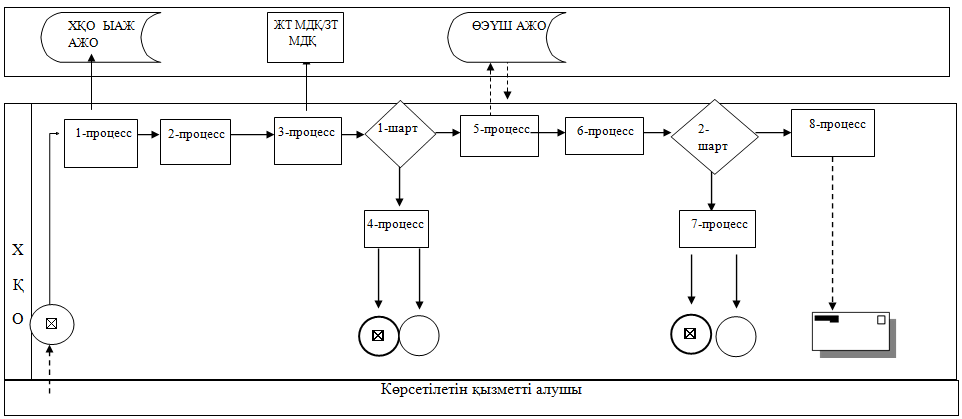 ХҚО ЫАЖ
АЖО
ЖТ МДҚ/ЗТ
МДҚ
ӨЭҮШ АЖО
1-процесс
2-процесс
3-процесс
1-шарт
5-процесс
6-процесс
2-
шарт
8-процесс
4-процесс
7-процесс
Х
Қ
О
Көрсетілетін қызметті алушы